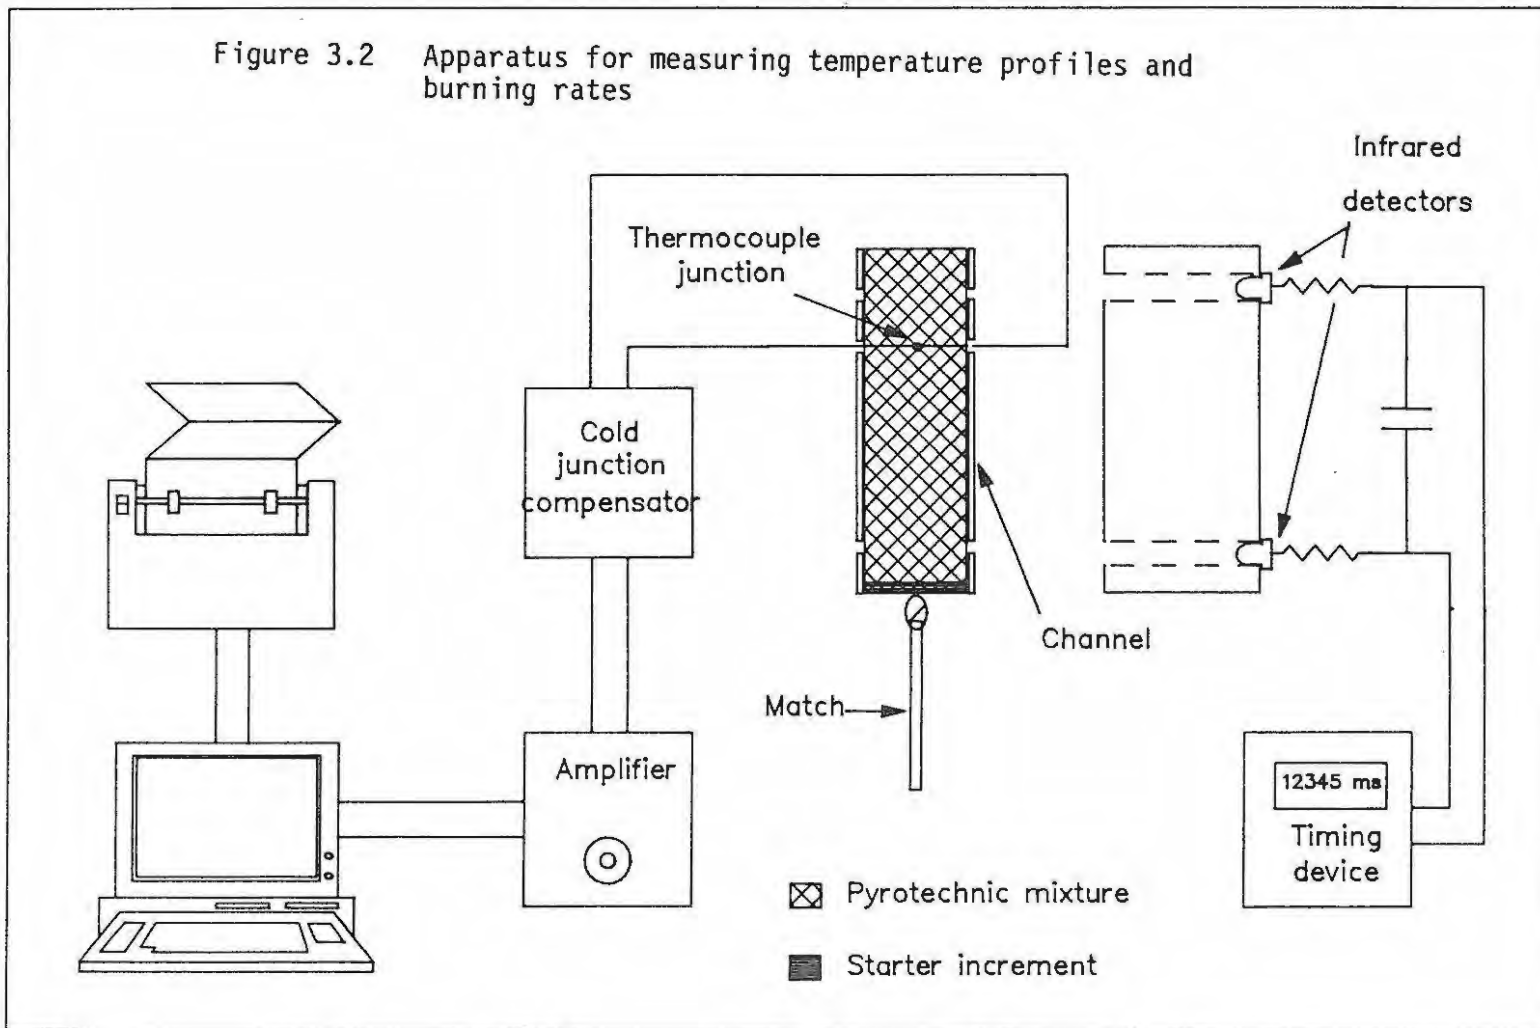 Figure 3.2 Apparatus for measuring temperature profiles and
burning rates
Infrared
detectors
Thermocouple
junction
Cold
junction
compensator
Channel
Match
Amplifier
12345 ms
Timing
device
Pyrotechnic mixture
Starter increment